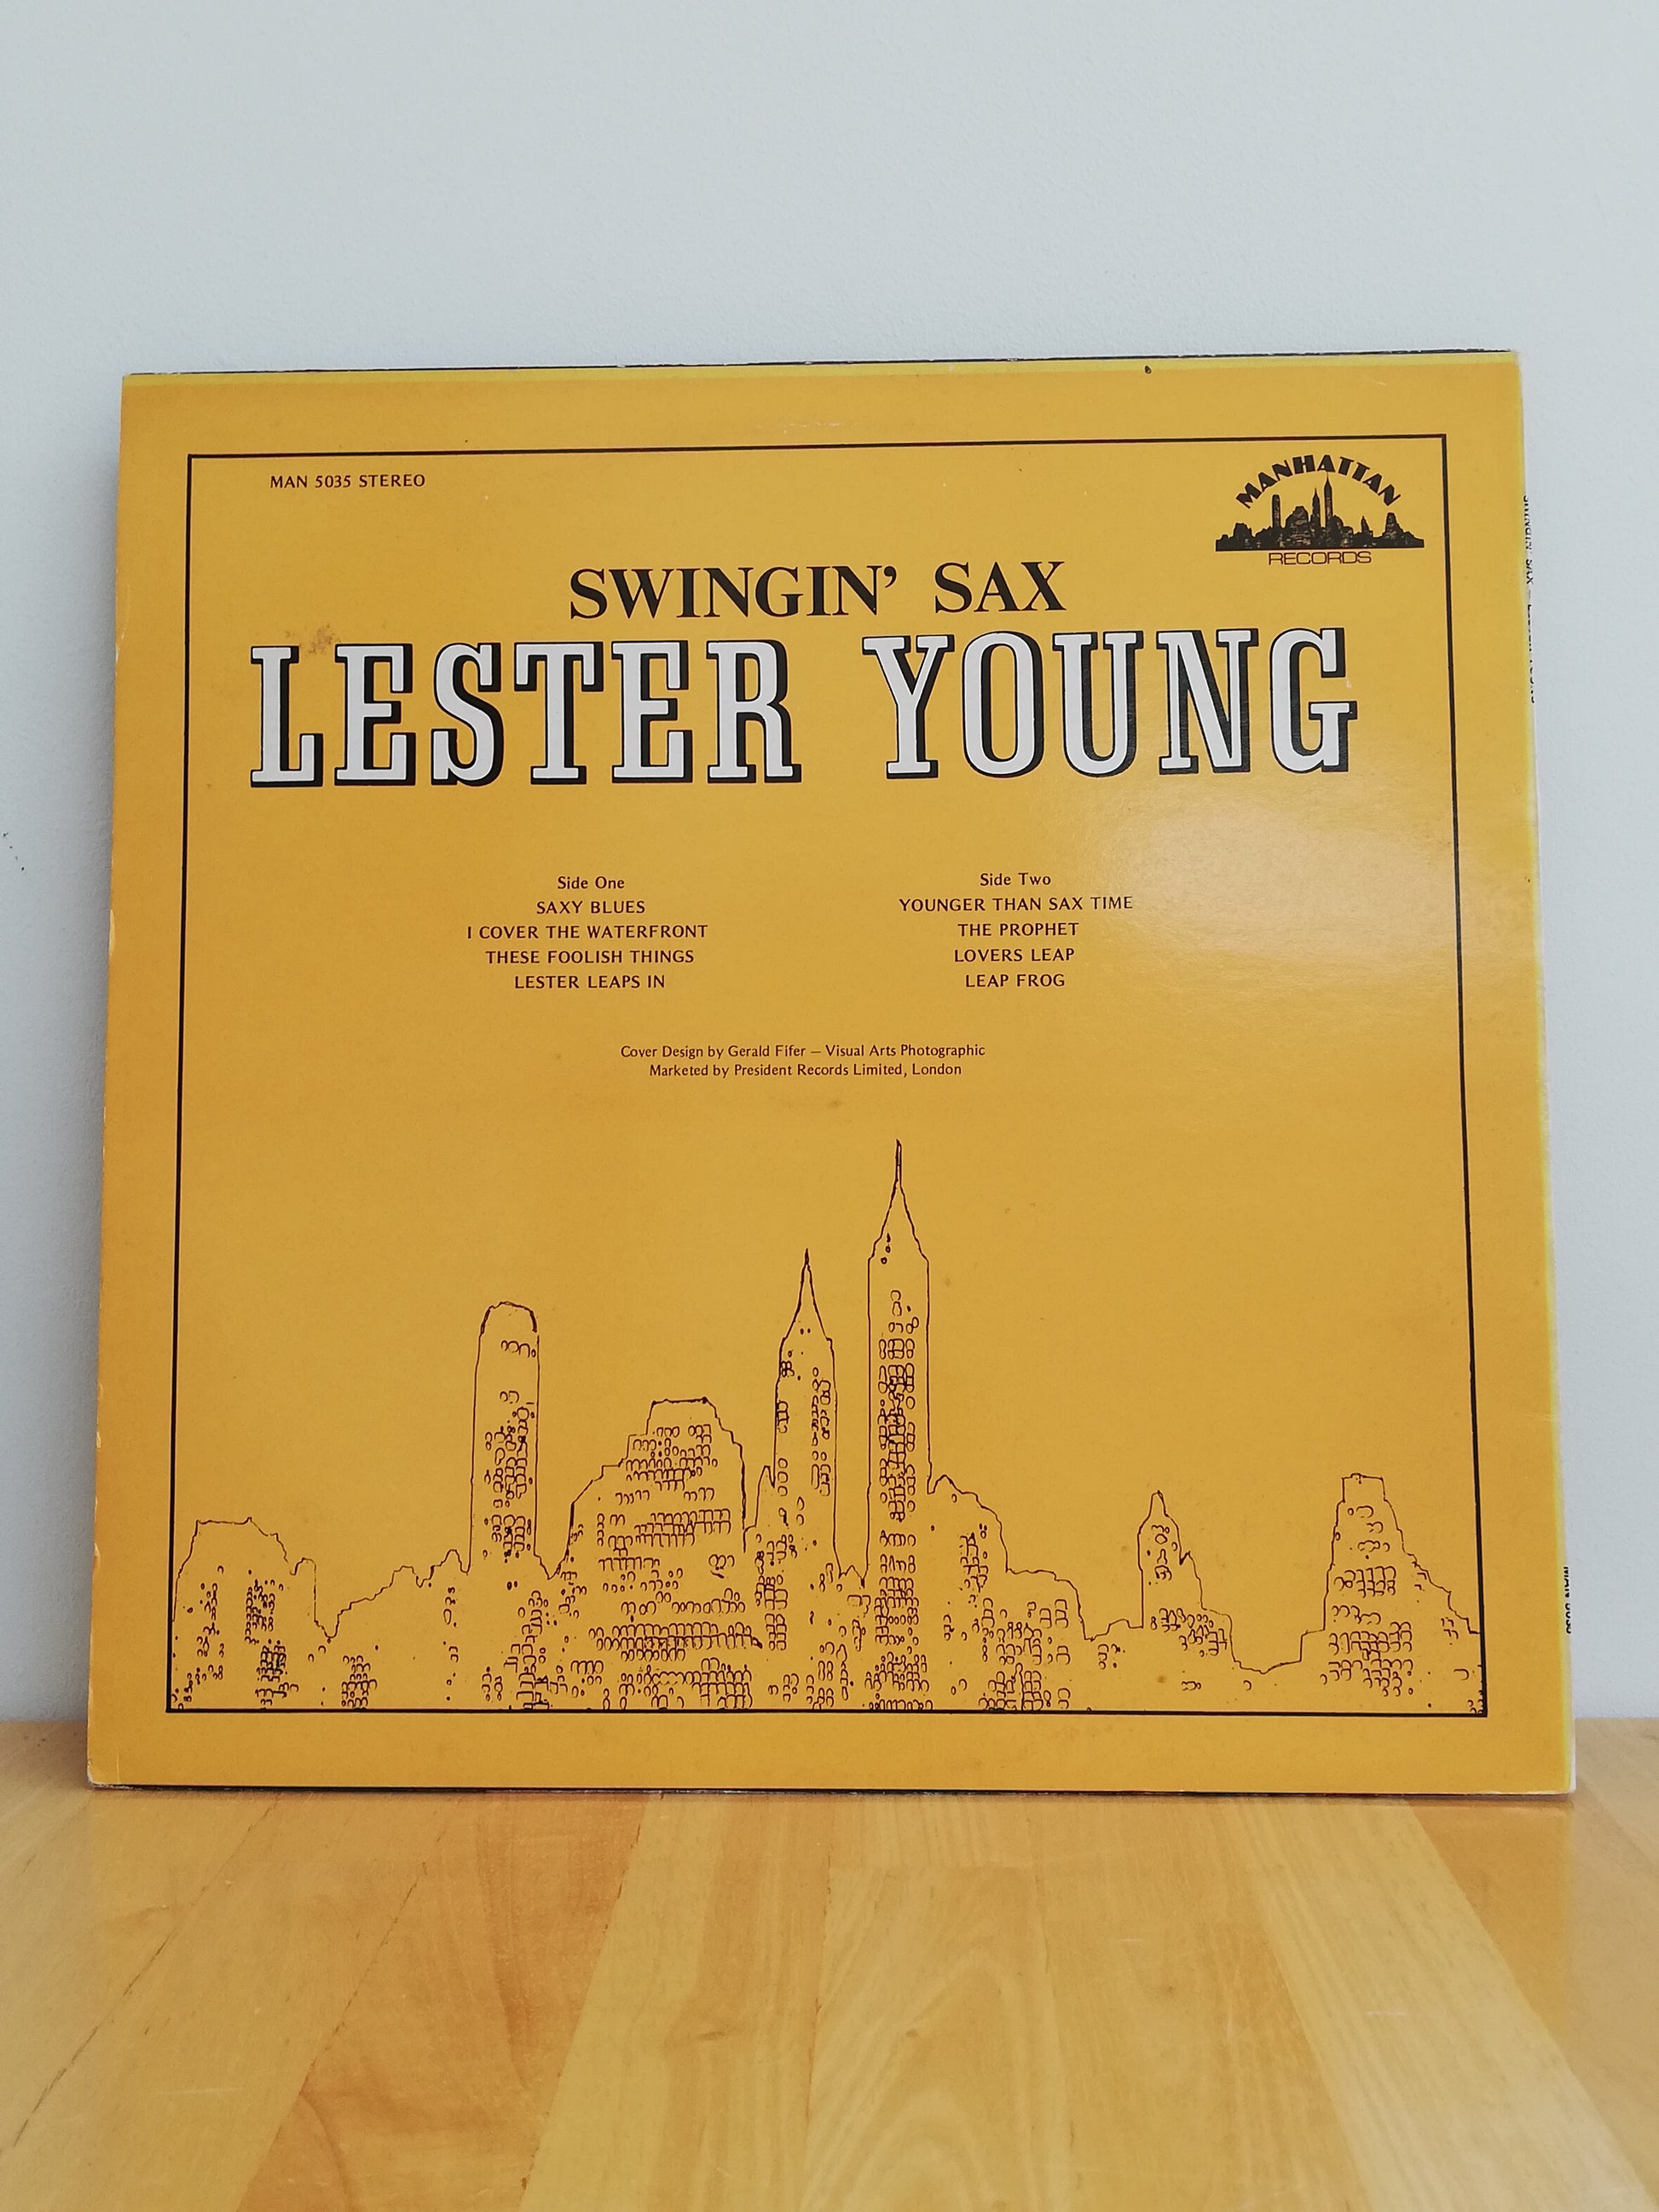 MAN 5035 STEREO
MANHATTAN
RECORDS
SWINGIN' SAX
LESTER YOUNG
Side One
SAXY BLUES
I COVER THE WATERFRONT
THESE FOOLISH THINGS
LESTER LEAPS IN
Side Two
YOUNGER THAN SAX TIME
THE PROPHET
LOVERS LEAP
LEAP FROG
Cover Design by Gerald Fifer — Visual Arts Photographic
Marketed by President Records Limited, London